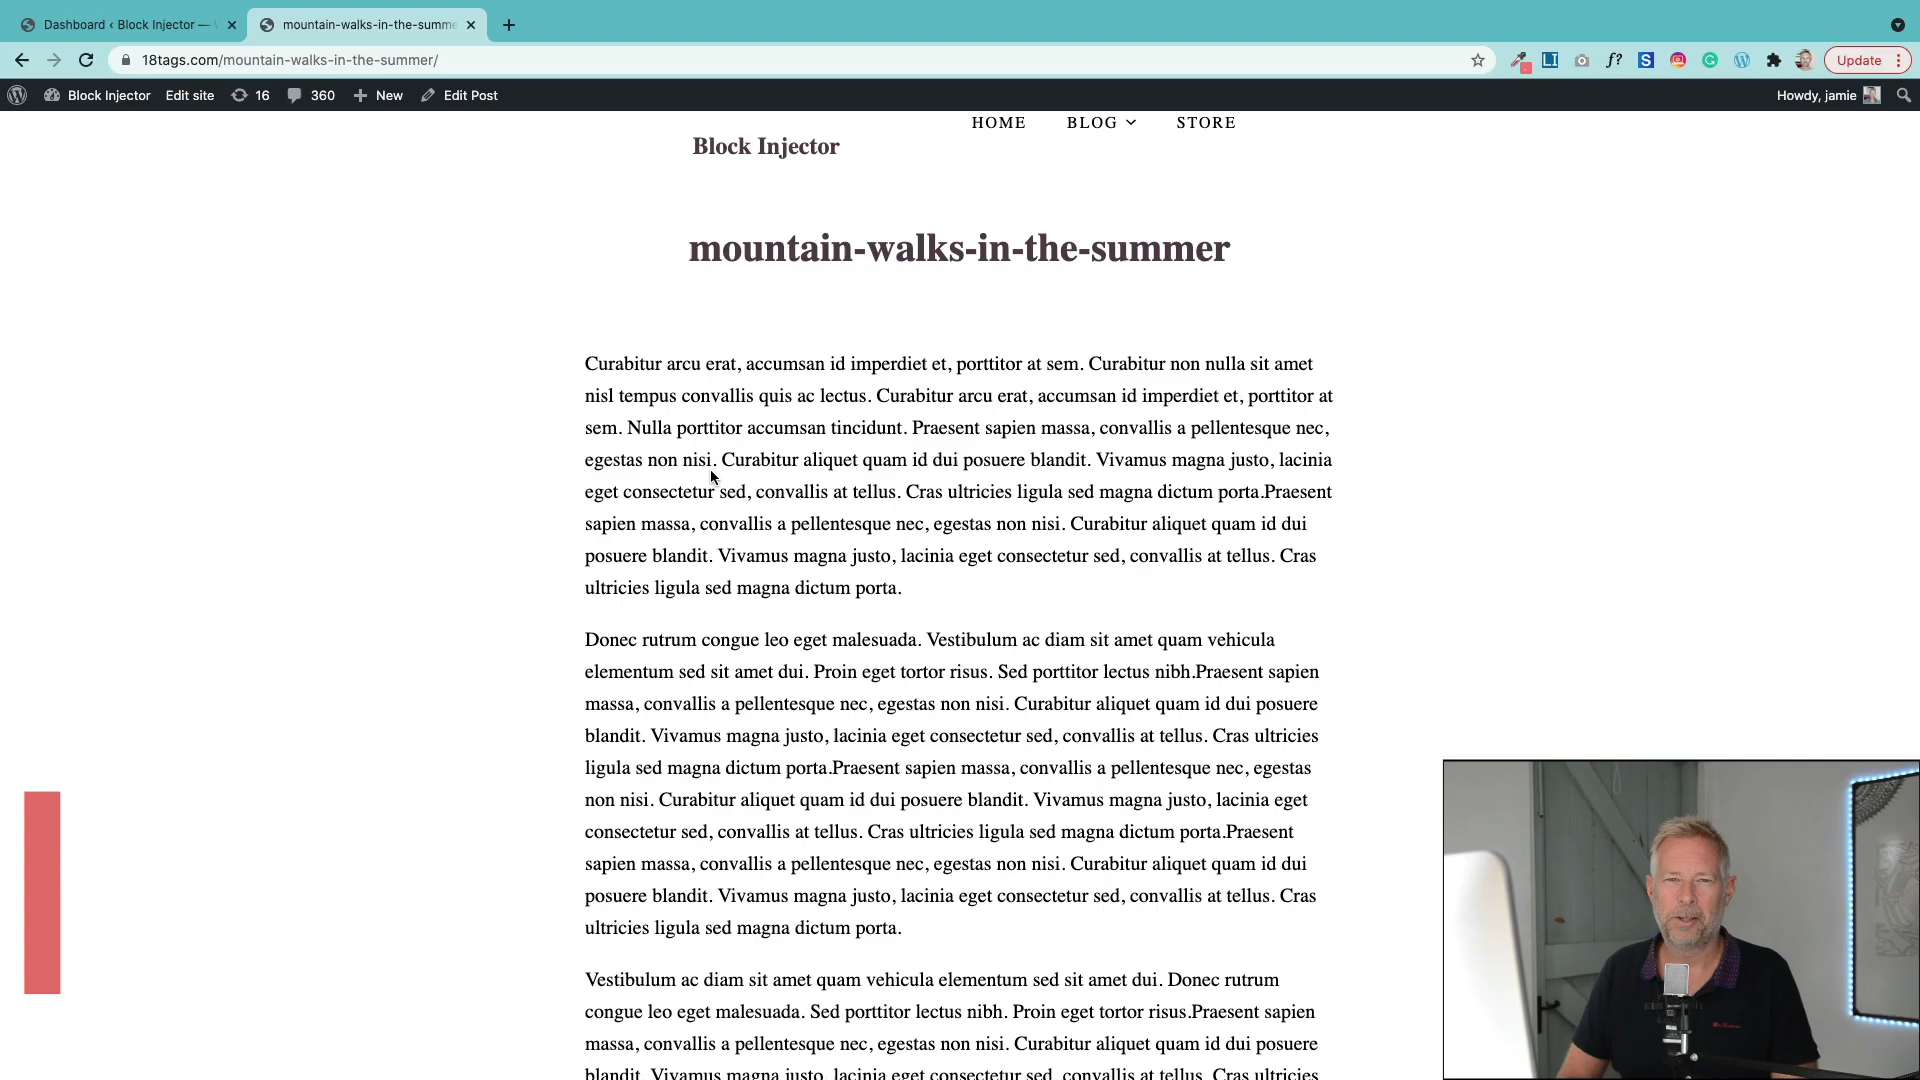 Dashboard ‹ Block Injector —
mountain-walks-in-the-summe
18tags.com/mountain-walks-in-the-summer/
f?
S
Update
Block Injector
Edit site
16
360
New
Edit Post
Howdy, jamie
HOME
BLOG
STORE
Block Injector
mountain-walks-in-the-summer
Curabitur arcu erat, accumsan id imperdiet et, porttitor at sem. Curabitur non nulla sit amet
nisl tempus convallis quis ac lectus. Curabitur arcu erat, accumsan id imperdiet et, porttitor at
sem. Nulla porttitor accumsan tincidunt. Praesent sapien massa, convallis a pellentesque nec,
egestas non nisi. Curabitur aliquet quam id dui posuere blandit. Vivamus magna justo, lacinia
eget consectetur sed, convallis at tellus. Cras ultricies ligula sed magna dictum porta.Praesent
sapien massa, convallis a pellentesque nec, egestas non nisi. Curabitur aliquet quam id dui
posuere blandit. Vivamus magna justo, lacinia eget consectetur sed, convallis at tellus. Cras
ultricies ligula sed magna dictum porta.
Donec rutrum congue leo eget malesuada. Vestibulum ac diam sit amet quam vehicula
elementum sed sit amet dui. Proin eget tortor risus. Sed porttitor lectus nibh.Praesent sapien
massa, convallis a pellentesque nec, egestas non nisi. Curabitur aliquet quam id dui posuere
blandit. Vivamus magna justo, lacinia eget consectetur sed, convallis at tellus. Cras ultricies
ligula sed magna dictum porta.Praesent sapien massa, convallis a pellentesque nec, egestas
non nisi. Curabitur aliquet quam id dui posuere blandit. Vivamus magna justo, lacinia eget
consectetur sed, convallis at tellus. Cras ultricies ligula sed magna dictum porta.Praesent
sapien massa, convallis a pellentesque nec, egestas non nisi. Curabitur aliquet quam id dui
posuere blandit. Vivamus magna justo, lacinia eget consectetur sed, convallis at tellus. Cras
ultricies ligula sed magna dictum porta.
Vestibulum ac diam sit amet quam vehicula elementum sed sit amet dui. Donec rutrum
congue leo eget malesuada. Sed porttitor lectus nibh. Proin eget tortor risus.Praesent sapien
massa, convallis a pellentesque nec, egestas non nisi. Curabitur aliquet quam id dui posuere
blandit. Vivamus magna justo, lacinia eget consectetur sed, convallis at tellus. Cras ultricies